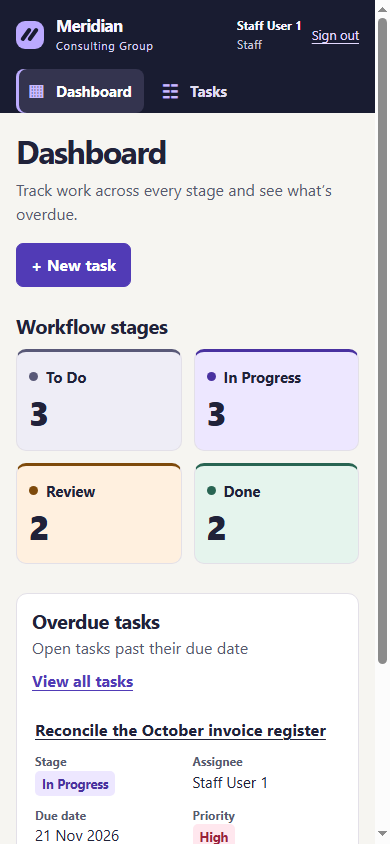 Meridian
Consulting Group
Staff User 1
Staff
Sign out
Dashboard
Tasks
Dashboard
Track work across every stage and see what's
overdue.
+ New task
Workflow stages
To Do
3
In Progress
3
Review
2
Done
2
Overdue tasks
Open tasks past their due date
View all tasks
Reconcile the October invoice register
Stage
In Progress
Assignee
Staff User 1
Due date
21 Nov 2026
Priority
High